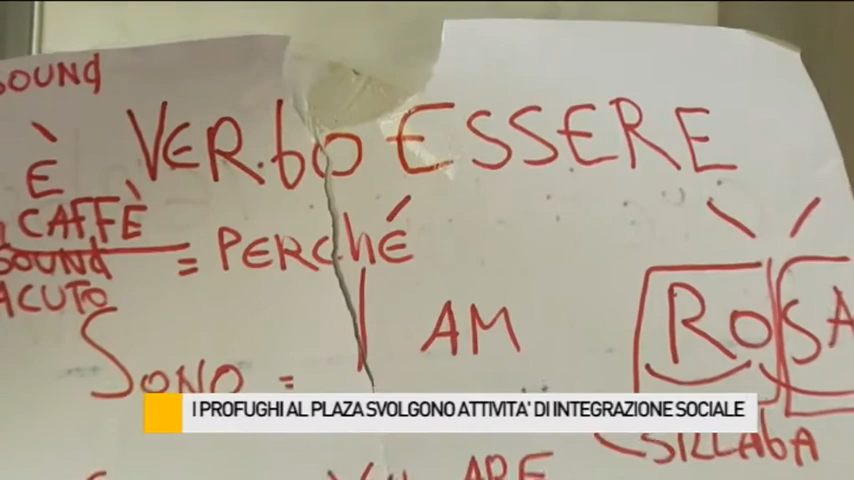 SOUND
È VERbO ESSERE
CAFFÈ
SOUND = PERChÉ
ACUTO
SONO = I AM
ROSA
I PROFUGHI AL PLAZA SVOLGONO ATTIVITA' DI INTEGRAZIONE SOCIALE
SILLAbA
ARE